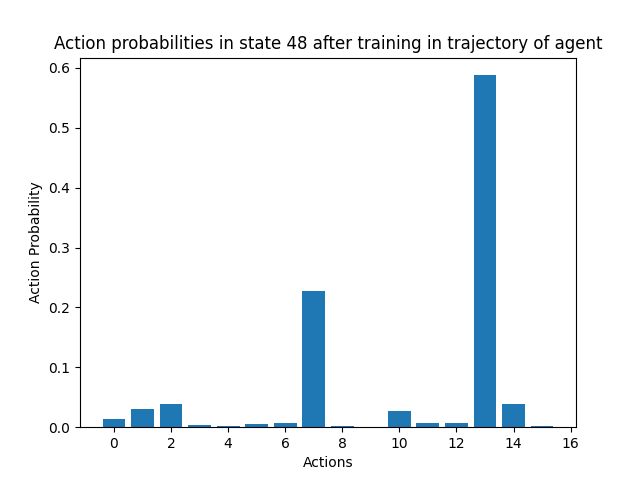 Action probabilities in state 48 after training in trajectory of agent
0.6
0.5
0.4
0.3
0.2
0.1
0.0
Action Probability
0 2 4 6 8 10 12 14 16
Actions